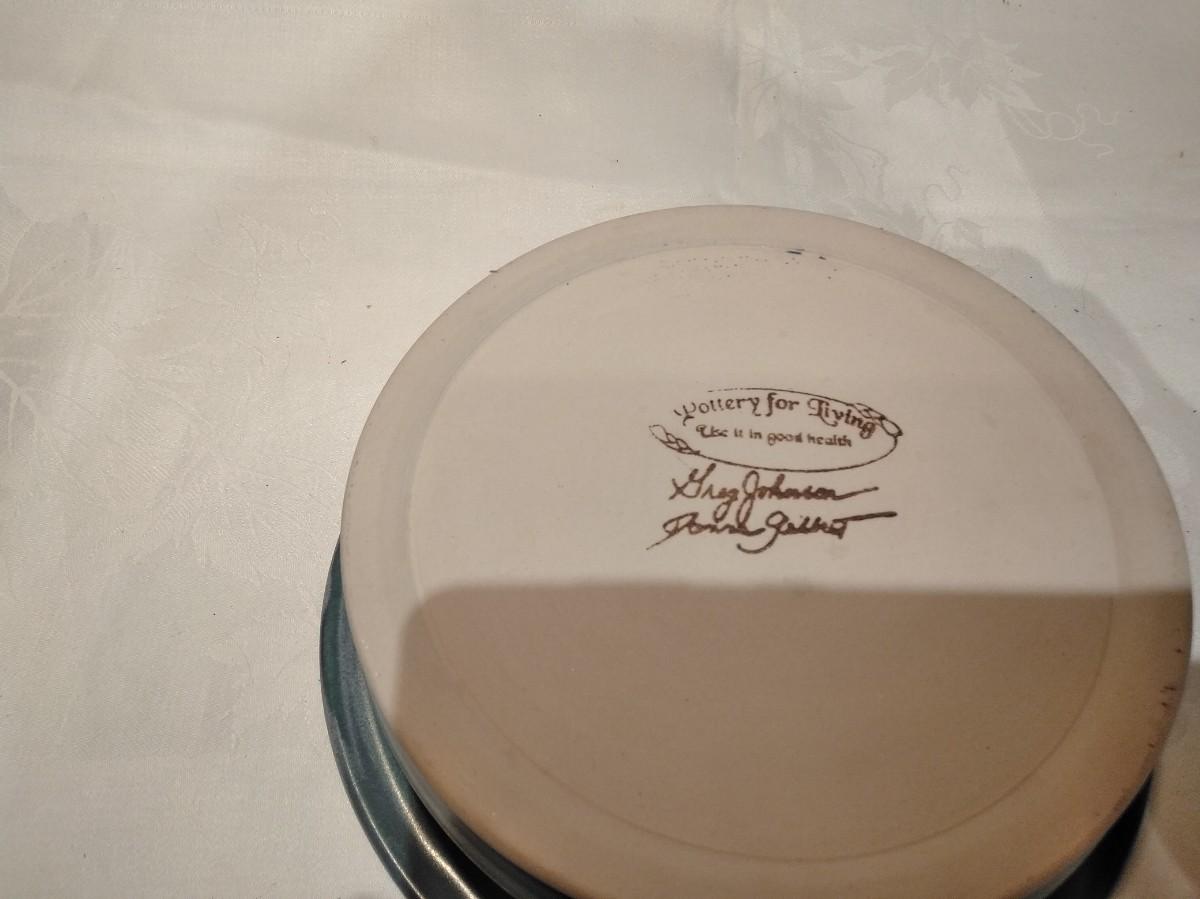 Pottery for Living
Use it in good health
Greg Johnson
Donna Gilbert